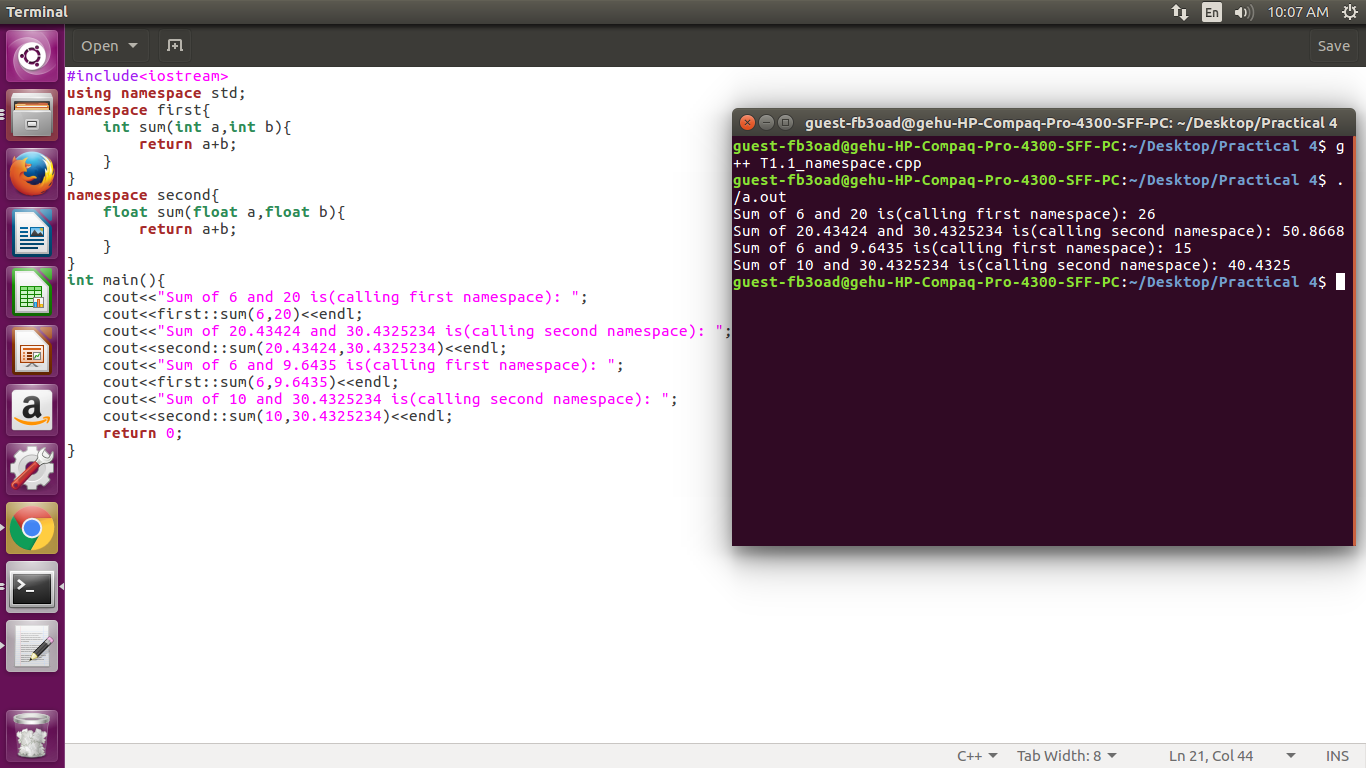 Terminal
En
10:07 AM
Open
Save
#include<iostream>
using namespace std;
namespace first{
    int sum(int a,int b){
        return a+b;
    }
}
namespace second{
    float sum(float a,float b){
        return a+b;
    }
}
int main(){
    cout<<"Sum of 6 and 20 is(calling first namespace): ";
    cout<<first::sum(6,20)<<endl;
    cout<<"Sum of 20.43424 and 30.4325234 is(calling second namespace): ";
    cout<<second::sum(20.43424,30.4325234)<<endl;
    cout<<"Sum of 6 and 9.6435 is(calling first namespace): ";
    cout<<first::sum(6,9.6435)<<endl;
    cout<<"Sum of 10 and 30.4325234 is(calling second namespace): ";
    cout<<second::sum(10,30.4325234)<<endl;
    return 0;
}
guest-fb3oad@gehu-HP-Compaq-Pro-4300-SFF-PC: ~/Desktop/Practical 4
guest-fb3oad@gehu-HP-Compaq-Pro-4300-SFF-PC:~/Desktop/Practical 4$ g
++ T1.1_namespace.cpp
guest-fb3oad@gehu-HP-Compaq-Pro-4300-SFF-PC:~/Desktop/Practical 4$ .
/a.out
Sum of 6 and 20 is(calling first namespace): 26
Sum of 20.43424 and 30.4325234 is(calling second namespace): 50.8668
Sum of 6 and 9.6435 is(calling first namespace): 15
Sum of 10 and 30.4325234 is(calling second namespace): 40.4325
guest-fb3oad@gehu-HP-Compaq-Pro-4300-SFF-PC:~/Desktop/Practical 4$
a
>_
C++
Tab Width: 8
Ln 21, Col 44
INS